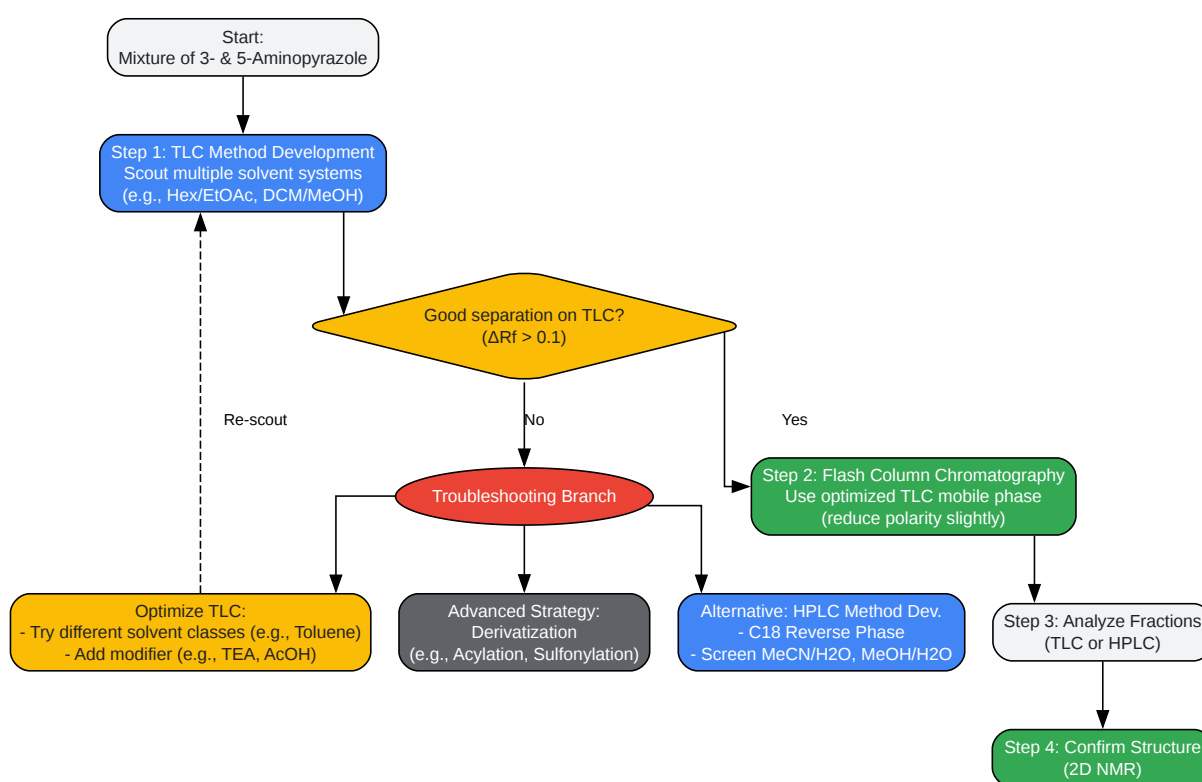 Start:
Mixture of 3- & 5-Aminopyrazole
Step 1: TLC Method Development
Scout multiple solvent systems
(e.g., Hex/EtOAc, DCM/MeOH)
Good separation on TLC?
(ΔRf > 0.1)
Re-scout
No
Yes
Step 2: Flash Column Chromatography
Use optimized TLC mobile phase
(reduce polarity slightly)
Troubleshooting Branch
Optimize TLC:
- Try different solvent classes (e.g., Toluene)
- Add modifier (e.g., TEA, AcOH)
Advanced Strategy:
Derivatization
(e.g., Acylation, Sulfonylation)
Alternative: HPLC Method Dev.
- C18 Reverse Phase
- Screen MeCN/H2O, MeOH/H2O
Step 3: Analyze Fractions
(TLC or HPLC)
Step 4: Confirm Structure
(2D NMR)